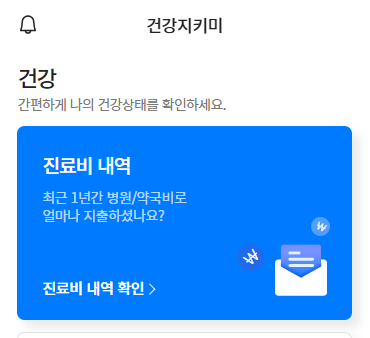 건강지키미
건강
간편하게 나의 건강상태를 확인하세요.
진료비 내역
최근 1년간 병원/약국비로
얼마나 지출하셨나요?
₩
₩
진료비 내역 확인 >